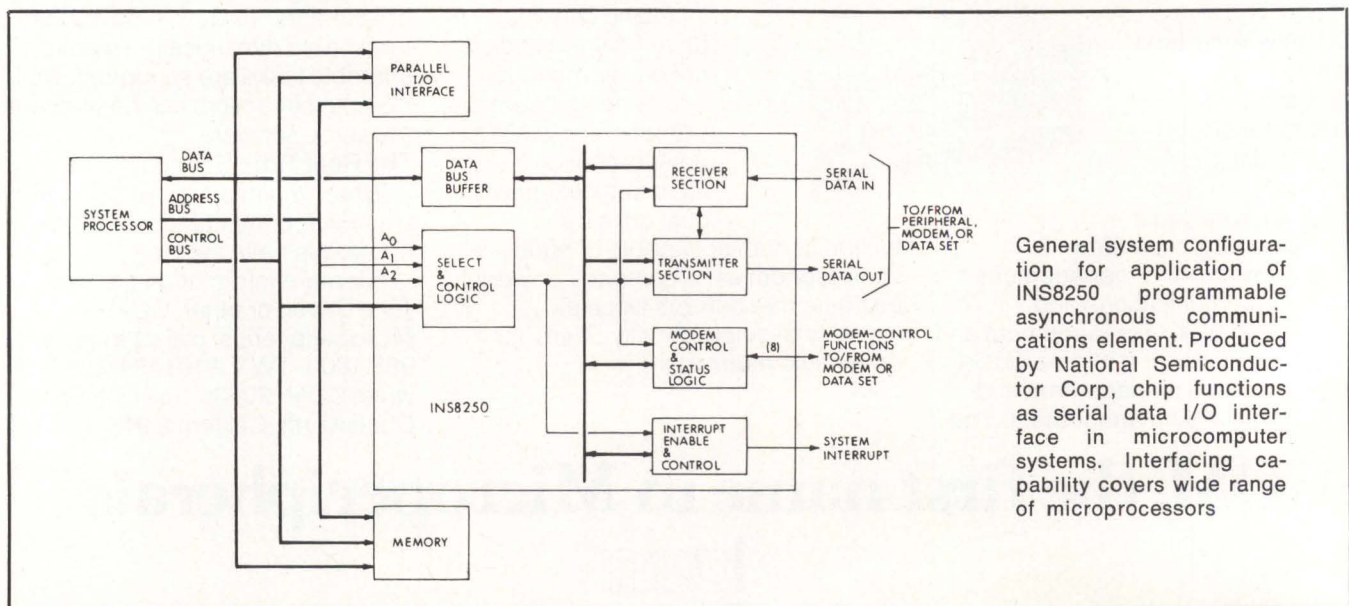 PARALLEL
I/O
INTERFACE
DATA
BUS
ADDRESS
BUS
CONTROL
BUS
SYSTEM
PROCESSOR
DATA
BUS
BUFFER
RECEIVER
SECTION
SERIAL
DATA IN
TO/FROM
PERIPHERAL,
MODEM, OR
DATA SET
A0
A1
A2
SELECT
&
CONTROL
LOGIC
TRANSMITTER
SECTION
SERIAL
DATA OUT
MODEM
CONTROL
&
STATUS
LOGIC
(8)
MODEM-CONTROL
FUNCTIONS
TO/FROM
MODEM OR
DATA SET
INS8250
INTERRUPT
ENABLE
&
CONTROL
SYSTEM
INTERRUPT
MEMORY
General system configura-
tion for application of
INS8250 programmable
asynchronous communi-
cations element. Produced
by National Semiconduc-
tor Corp, chip functions
as serial data I/O inter-
face in microcomputer
systems. Interfacing ca-
pability covers wide range
of microprocessors